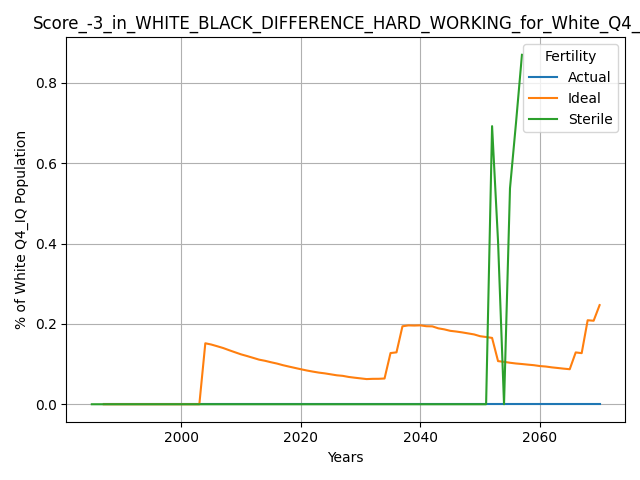 Score_-3_in_WHITE_BLACK_DIFFERENCE_HARD_WORKING_for_White_Q4_
Fertility
Actual
Ideal
Sterile
% of White Q4_IQ Population
0.8
0.6
0.4
0.2
0.0
2000
2020
2040
2060
Years